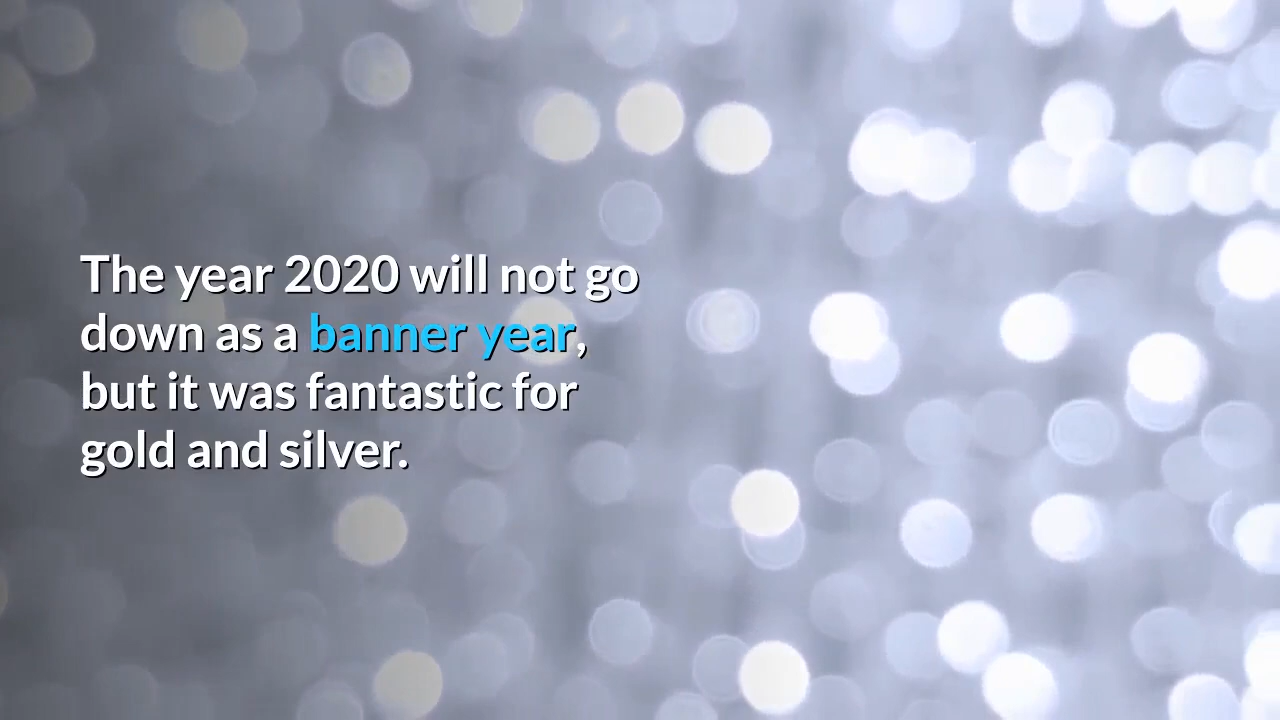 The year 2020 will not go
down as a banner year,
but it was fantastic for
gold and silver.